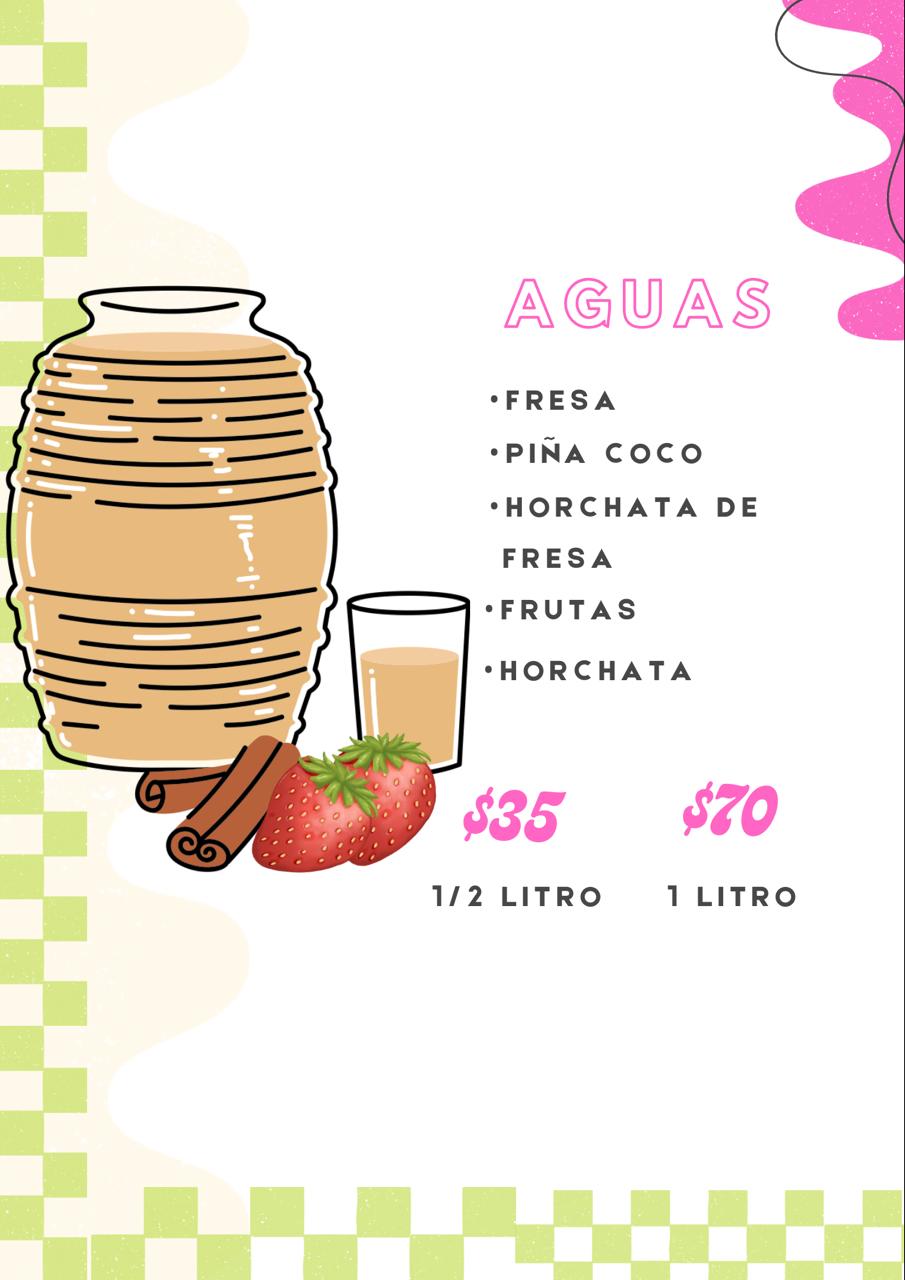 AGUAS
•FRESA
•PIÑA COCO
•HORCHATA DE
FRESA
•FRUTAS
•HORCHATA
$35 $70
1/2 LITRO 1 LITRO